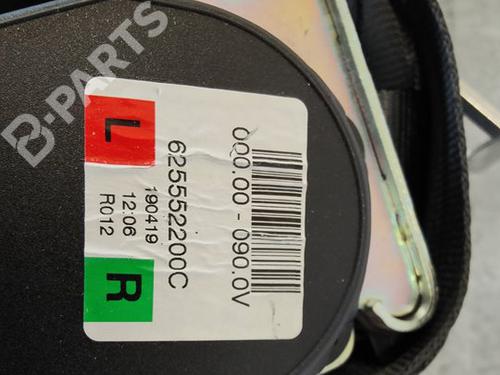 B-PARTS
000.00 - 090.0V
625552200C
L
190419
12:06
R012
R